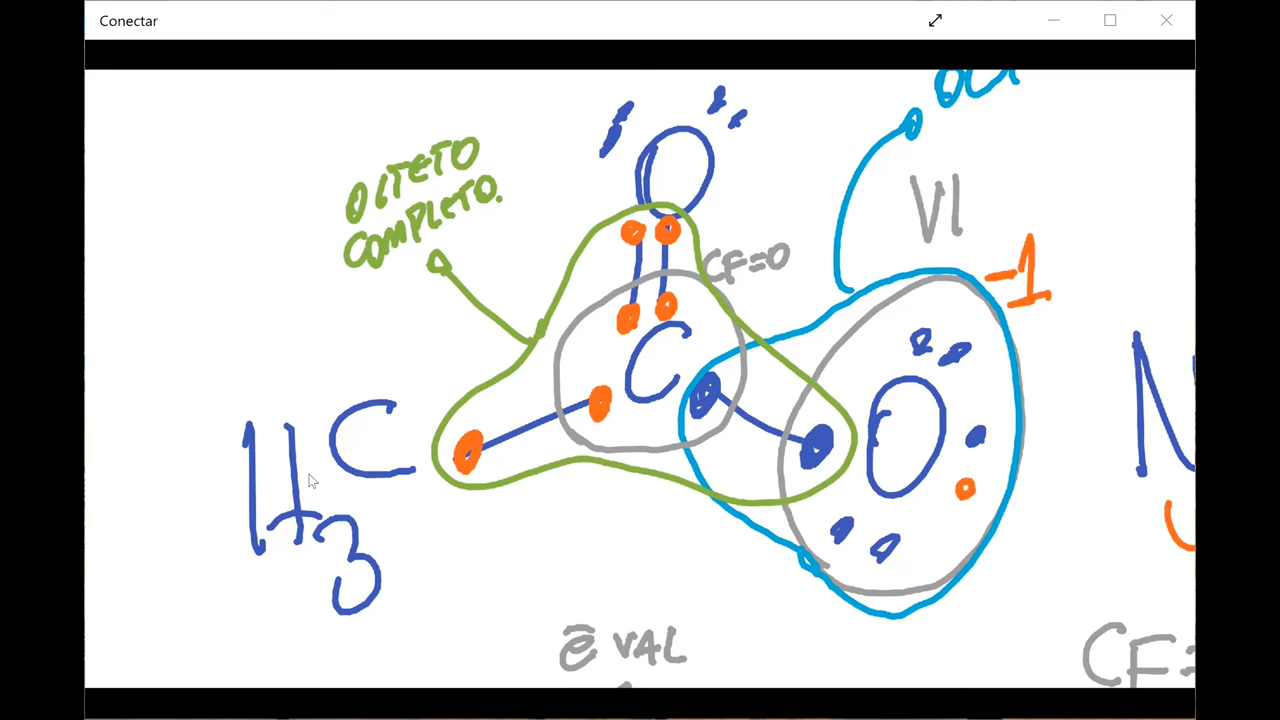 Conectar
OCTETO
COMPLETO.
O
CF=0
VI
-1
C
O
H3C
ē VAL
CF=